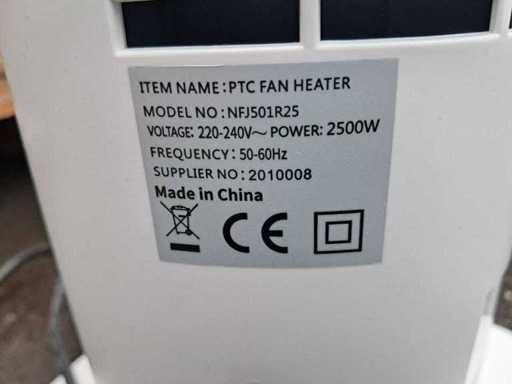 ITEM NAME: PTC FAN HEATER
MODEL NO: NFJ501R25
VOLTAGE: 220-240V~ POWER: 2500W
FREQUENCY: 50-60Hz
SUPPLIER NO: 2010008
Made in China
CE